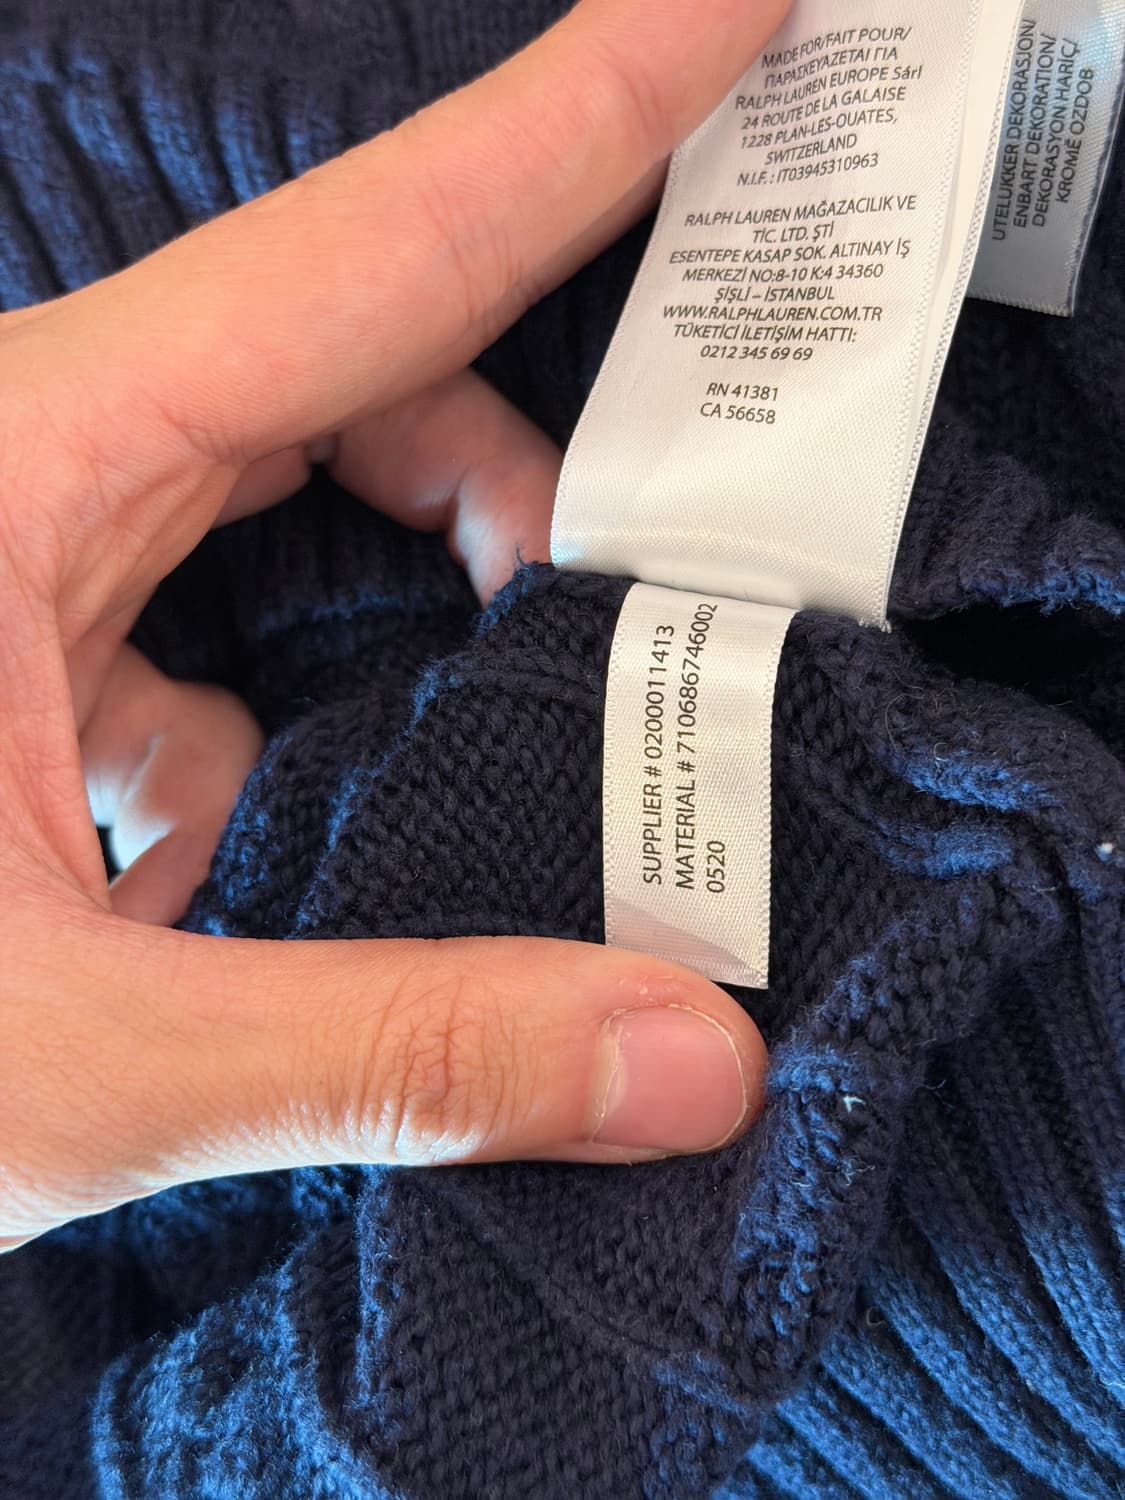 MADE FOR/FAIT POUR/
ΠΑΡΑΣΚΕΥΑΖΕΤΑΙ ΓΙΑ
RALPH LAUREN EUROPE Sárl
24 ROUTE DE LA GALAISE
1228 PLAN-LES-OUATES,
SWITZERLAND
N.I.F. : IT03945310963
RALPH LAUREN MAĞAZACILIK VE
TİC. LTD. ŞTİ
ESENTEPE KASAP SOK. ALTINAY İŞ
MERKEZİ NO:8-10 K:4 34360
ŞİŞLİ – İSTANBUL
WWW.RALPHLAUREN.COM.TR
TÜKETİCİ İLETİŞİM HATTI:
0212 345 69 69
RN 41381
CA 56658
UTELUKKER DEKORASJON/
ENBART DEKORATION/
DEKORASYON HARİÇ/
KROMĚ OZDOB
SUPPLIER # 0200011413
MATERIAL # 710686746002
0520